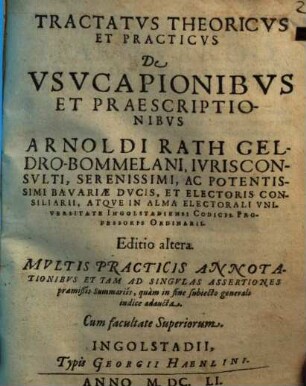 2
TRACTATVS THEORICVS
ET PRACTICVS
De
VSVCAPIONIBVS
ET PRAESCRIPTIO-
NIBVS
ARNOLDI RATH GEL-
DRO-BOMMELANI, IVRISCON-
SVLTI, SERENISSIMI, AC POTENTIS-
SIMI BAVARIÆ DVCIS, ET ELECTORIS CON-
SILIARII, ATQVE IN ALMA ELECTORALI VNI-
VERSITATE INGOLSTADIENSI CODICIS PRO-
FESSORIS ORDINARII.
Editio altera.
MVLTIS PRACTICIS ANNOTA-
TIONIBVS ET TAM AD SINGVLAS ASSERTIONES
præmissis summariis, quàm in fine subiecto generali
indice adaucta.
Cum facultate Superiorum.
INGOLSTADII,
Typis GEORGII HAENLINI.
ANNO M. DC. LI.